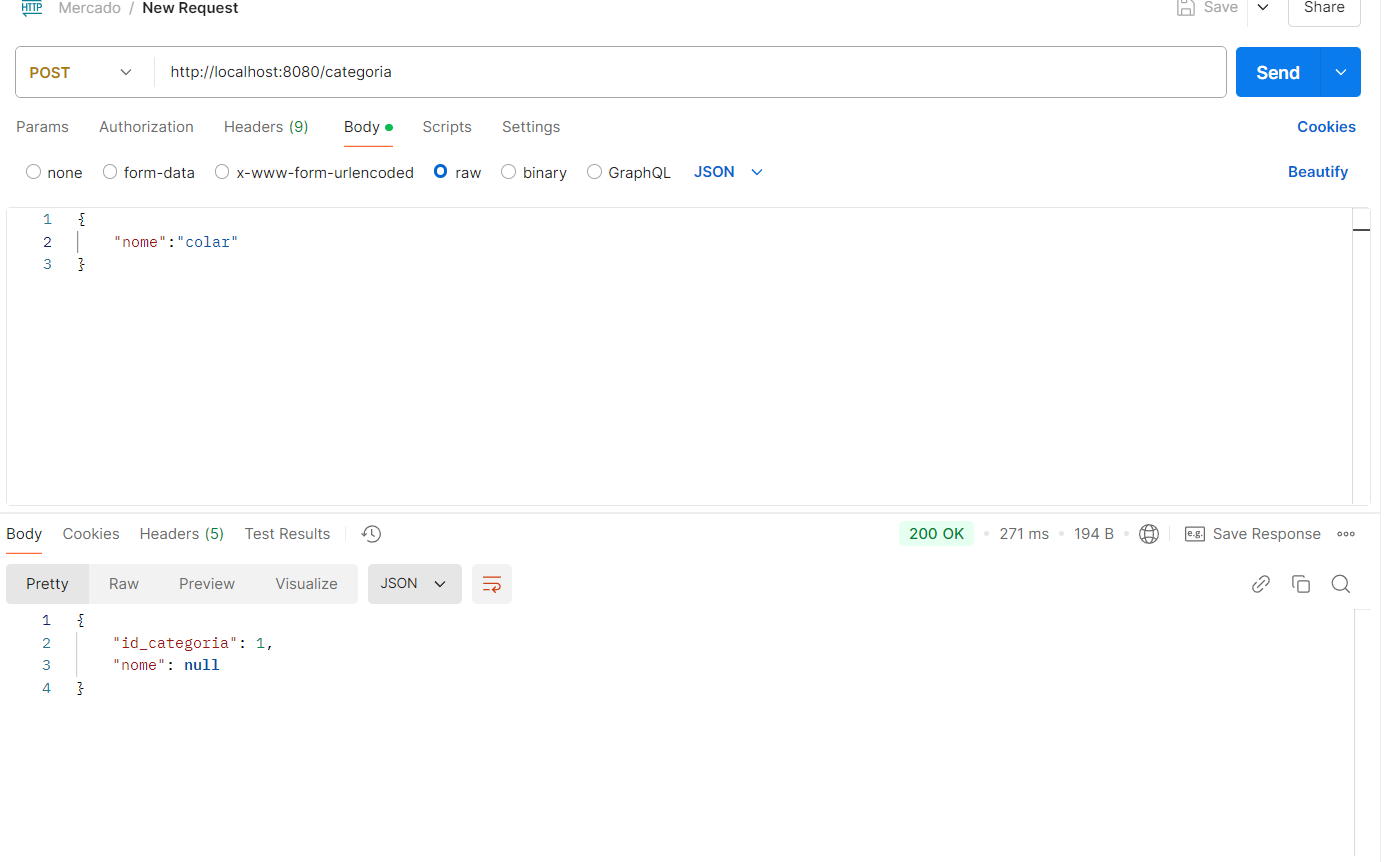 HTTP Mercado / New Request Save Share
POST http://localhost:8080/categoria Send
Params Authorization Headers (9) Body Scripts Settings Cookies
none form-data x-www-form-urlencoded raw binary GraphQL JSON Beautify
1 {
2 "nome":"colar"
3 }
Body Cookies Headers (5) Test Results 200 OK 271 ms 194 B e.g. Save Response
Pretty Raw Preview Visualize JSON
1 {
2 "id_categoria": 1,
3 "nome": null
4 }